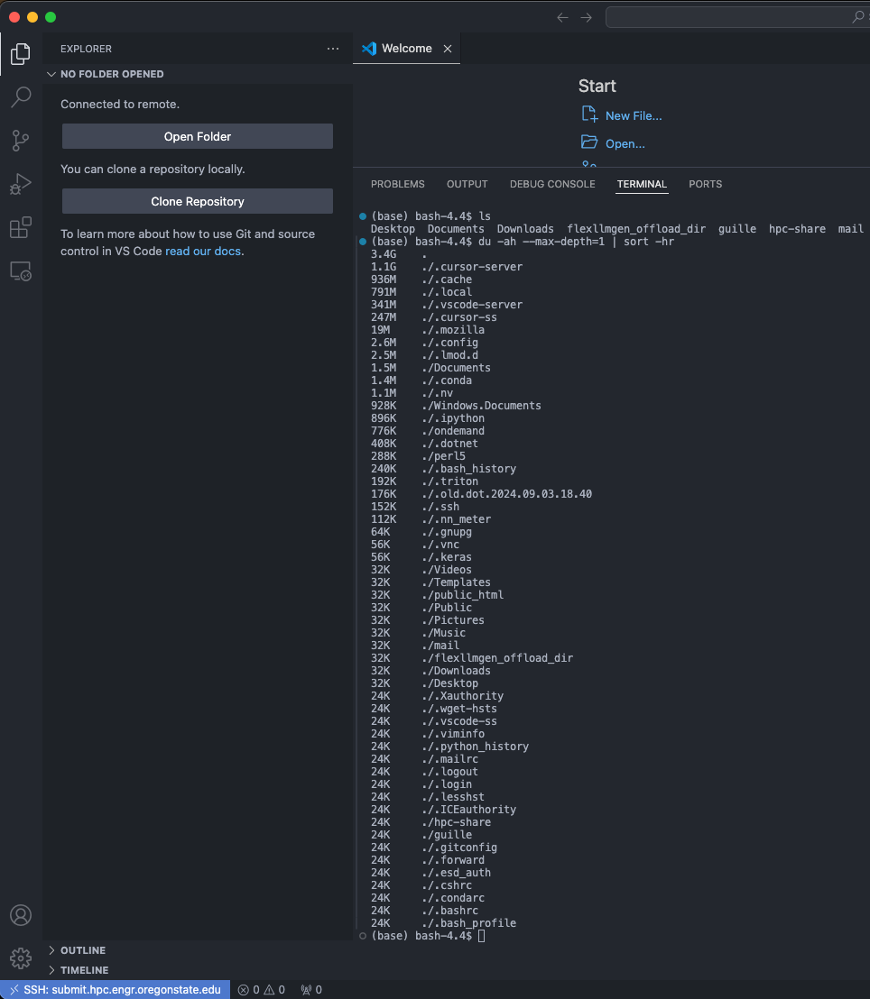 EXPLORER
NO FOLDER OPENED
Connected to remote.
Open Folder
You can clone a repository locally.
Clone Repository
To learn more about how to use Git and source
control in VS Code read our docs.
OUTLINE
TIMELINE
Welcome
Start
New File...
Open...
PROBLEMS OUTPUT DEBUG CONSOLE TERMINAL PORTS
(base) bash-4.4$ ls
Desktop Documents Downloads flexllmgen_offload_dir guille hpc-share mail
(base) bash-4.4$ du -ah --max-depth=1 | sort -hr
3.4G .
1.1G ./.cursor-server
936M ./.cache
791M ./.local
341M ./.vscode-server
247M ./.cursor-ss
19M ./.mozilla
2.6M ./.config
2.5M ./.lmod.d
1.5M ./Documents
1.4M ./.conda
1.1M ./.nv
928K ./Windows.Documents
896K ./.ipython
776K ./ondemand
408K ./.dotnet
288K ./perl5
240K ./.bash_history
192K ./.triton
176K ./.old.dot.2024.09.03.18.40
152K ./.ssh
112K ./.nn_meter
64K ./.gnupg
56K ./.vnc
56K ./.keras
32K ./Videos
32K ./Templates
32K ./public_html
32K ./Public
32K ./Pictures
32K ./Music
32K ./mail
32K ./flexllmgen_offload_dir
32K ./Downloads
32K ./Desktop
24K ./.Xauthority
24K ./.wget-hsts
24K ./.vscode-ss
24K ./.viminfo
24K ./.python_history
24K ./.mailrc
24K ./.logout
24K ./.login
24K ./.lesshst
24K ./.ICEauthority
24K ./hpc-share
24K ./guille
24K ./.gitconfig
24K ./.forward
24K ./.esd_auth
24K ./.cshrc
24K ./.condarc
24K ./.bashrc
24K ./.bash_profile
(base) bash-4.4$
SSH: submit.hpc.engr.oregonstate.edu 0 0 0